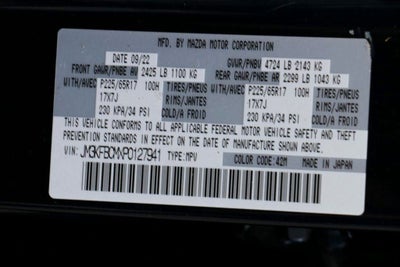 MFD. BY MAZDA MOTOR CORPORATION
DATE 09/22 GVWR/PNBV 4724 LB 2143 KG
FRONT GAWR/PNBE AV 2425 LB 1100 KG REAR GAWR/PNBE AR 2299 LB 1043 KG
WITH/AVEC P225/65R17 100H TIRES/PNEUS WITH/AVEC P225/65R17 100H TIRES/PNEUS
17X7J RIMS/JANTES 17X7J RIMS/JANTES
230 KPA/34 PSI COLD/A FROID 230 KPA/34 PSI COLD/A FROID
THIS VEHICLE CONFORMS TO ALL APPLICABLE FEDERAL MOTOR VEHICLE SAFETY AND THEFT
PREVENTION STANDARDS IN EFFECT ON THE DATE OF MANUFACTURE SHOWN ABOVE.
VIN: TYPE:MPV COLOR CODE:42M MADE IN JAPAN